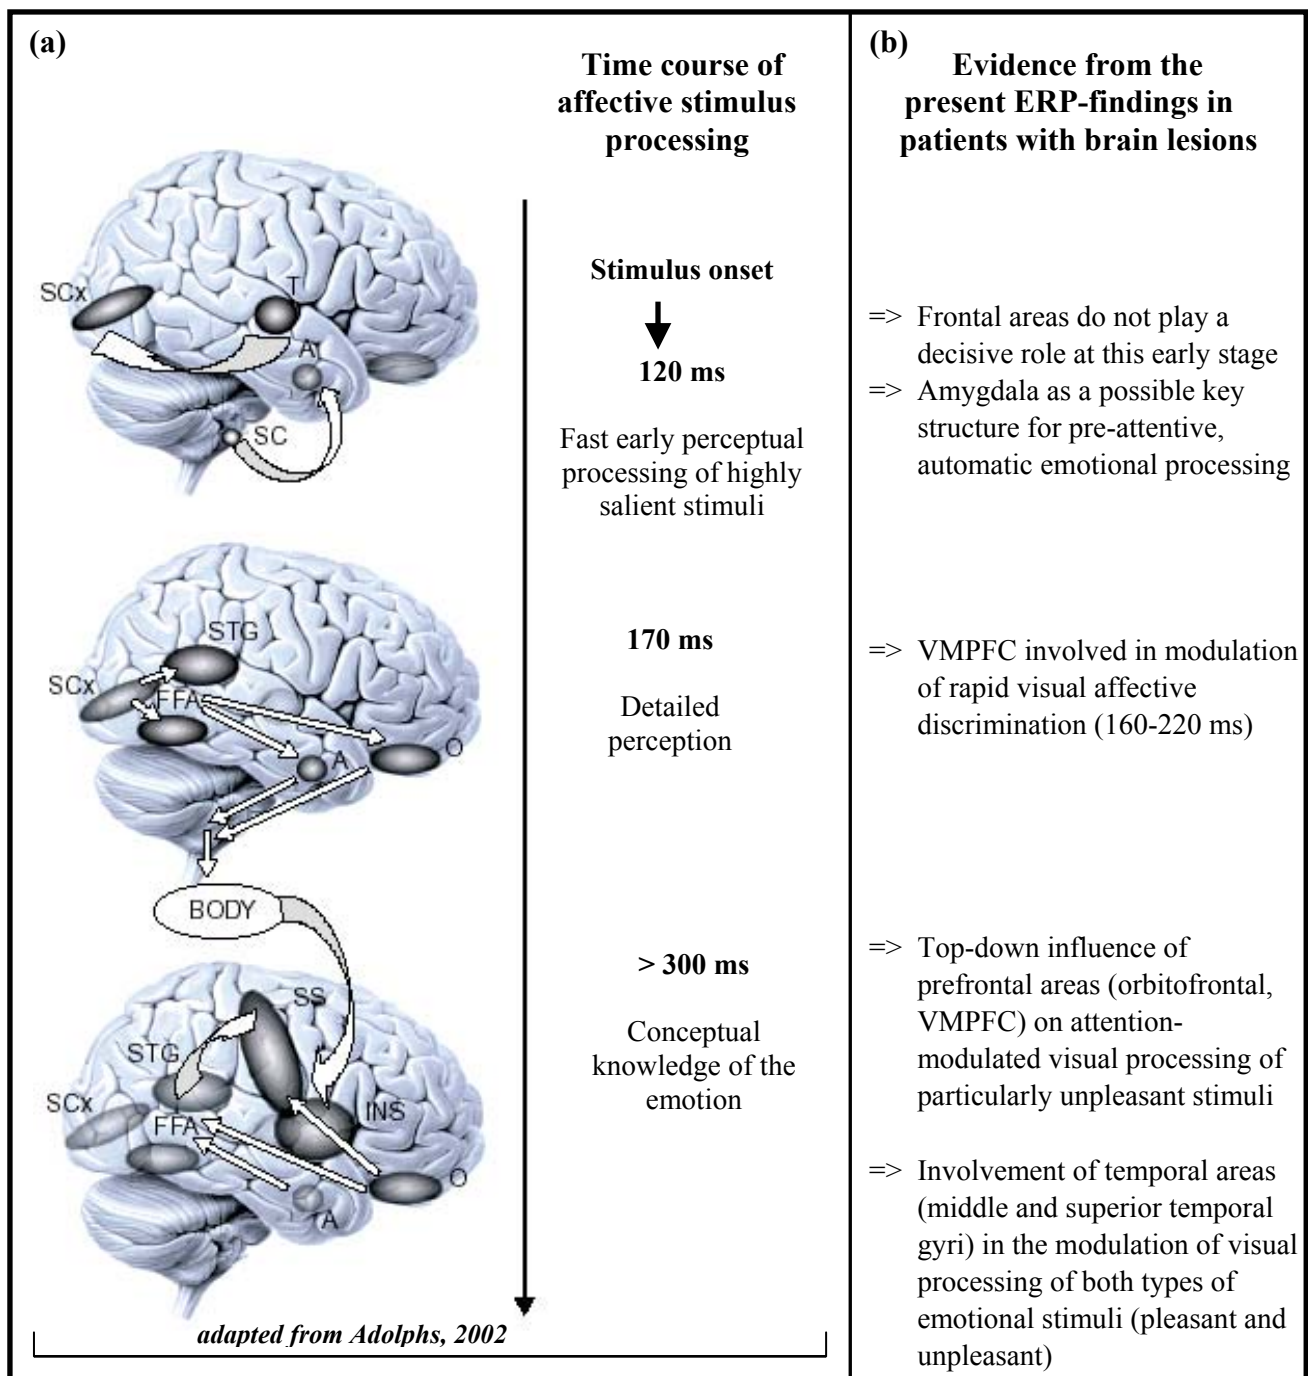 (a)
Time course of
affective stimulus
processing
SCx
T
A
SC
Stimulus onset
120 ms
Fast early perceptual
processing of highly
salient stimuli
STG
SCx
FFA
A
O
170 ms
Detailed
perception
BODY
SS
STG
SCx
FFA
INS
O
A
> 300 ms
Conceptual
knowledge of the
emotion
adapted from Adolphs, 2002
(b)
Evidence from the
present ERP-findings in
patients with brain lesions
=> Frontal areas do not play a
decisive role at this early stage
=> Amygdala as a possible key
structure for pre-attentive,
automatic emotional processing
=> VMPFC involved in modulation
of rapid visual affective
discrimination (160-220 ms)
=> Top-down influence of
prefrontal areas (orbitofrontal,
VMPFC) on attention-
modulated visual processing of
particularly unpleasant stimuli
=> Involvement of temporal areas
(middle and superior temporal
gyri) in the modulation of visual
processing of both types of
emotional stimuli (pleasant and
unpleasant)